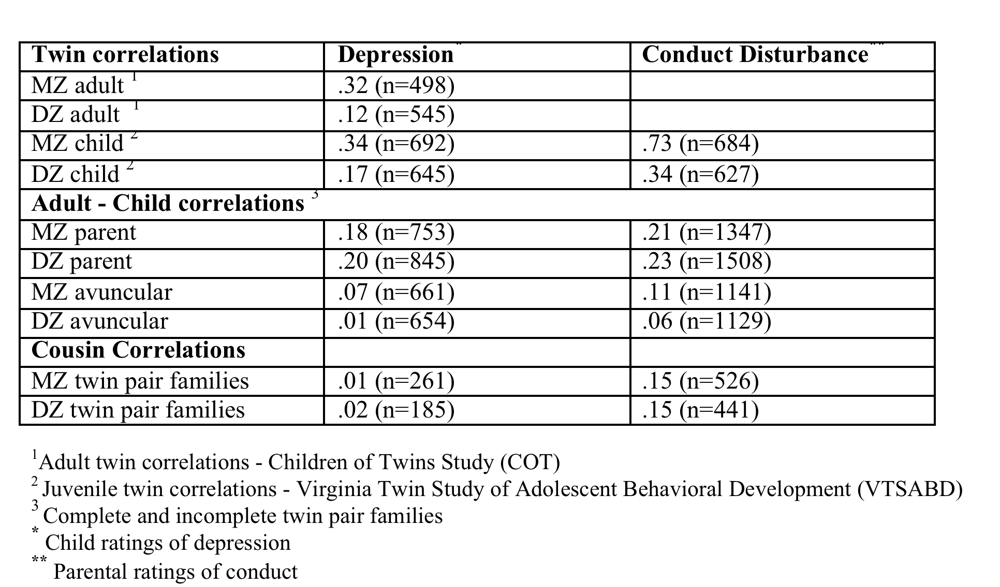 Twin correlations Depression* Conduct Disturbance**
MZ adult 1 .32 (n=498)
DZ adult 1 .12 (n=545)
MZ child 2 .34 (n=692) .73 (n=684)
DZ child 2 .17 (n=645) .34 (n=627)
Adult - Child correlations 3
MZ parent .18 (n=753) .21 (n=1347)
DZ parent .20 (n=845) .23 (n=1508)
MZ avuncular .07 (n=661) .11 (n=1141)
DZ avuncular .01 (n=654) .06 (n=1129)
Cousin Correlations
MZ twin pair families .01 (n=261) .15 (n=526)
DZ twin pair families .02 (n=185) .15 (n=441)
1 Adult twin correlations - Children of Twins Study (COT)
2 Juvenile twin correlations - Virginia Twin Study of Adolescent Behavioral Development (VTSABD)
3 Complete and incomplete twin pair families
* Child ratings of depression
** Parental ratings of conduct